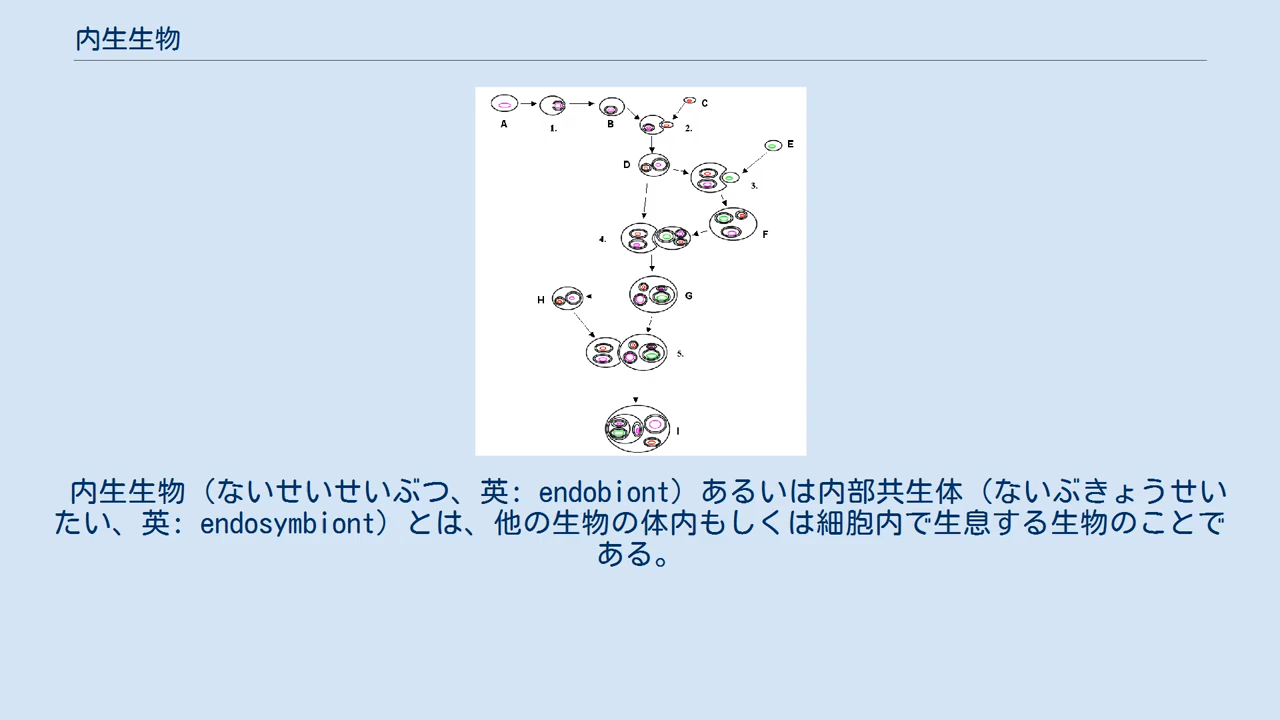 内生生物
A
1.
B
C
2.
D
E
3.
F
4.
G
H
5.
I
内生生物（ないせいせいぶつ、英: endobiont）あるいは内部共生体（ないぶきょうせい
たい、英: endosymbiont）とは、他の生物の体内もしくは細胞内で生息する生物のことで
ある。